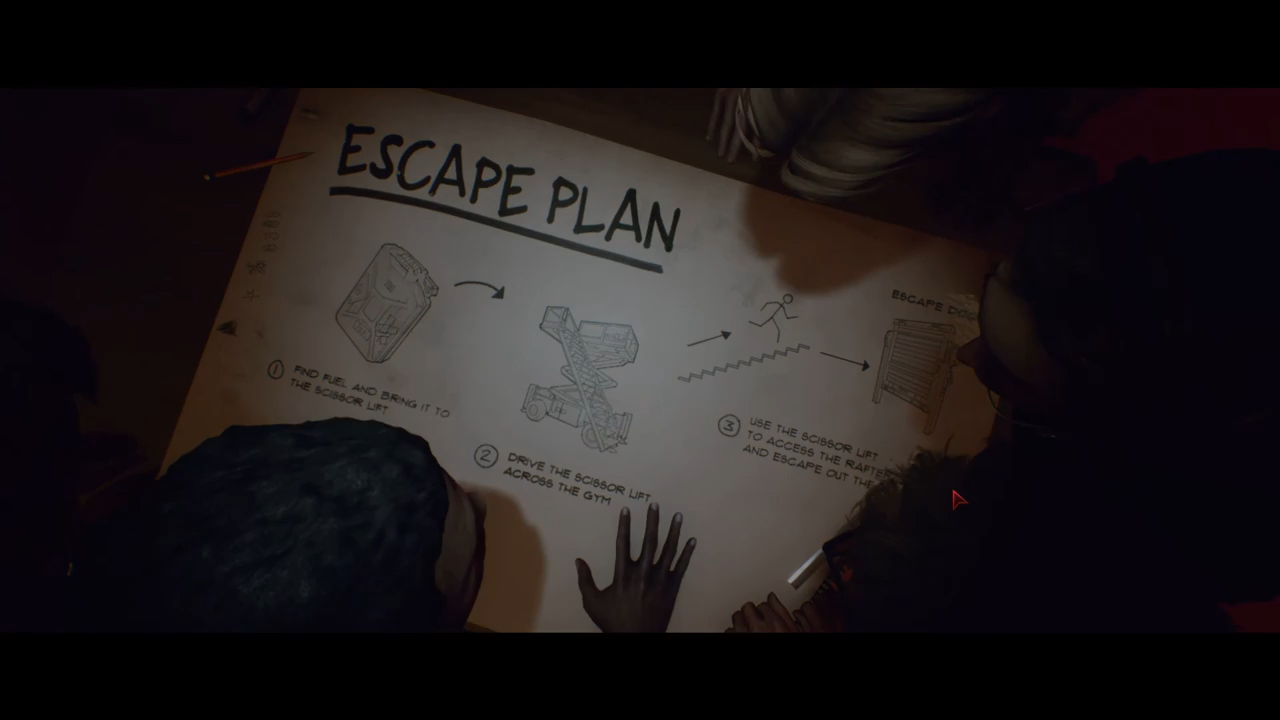 ESCAPE PLAN
ESCAPE
1 FIND FUEL AND BRING IT TO
THE SCISSOR LIFT
2 DRIVE THE SCISSOR LIFT
ACROSS THE GYM
3 USE THE SCISSOR LIFT
TO ACCESS THE
AND ESCAPE OUT THE